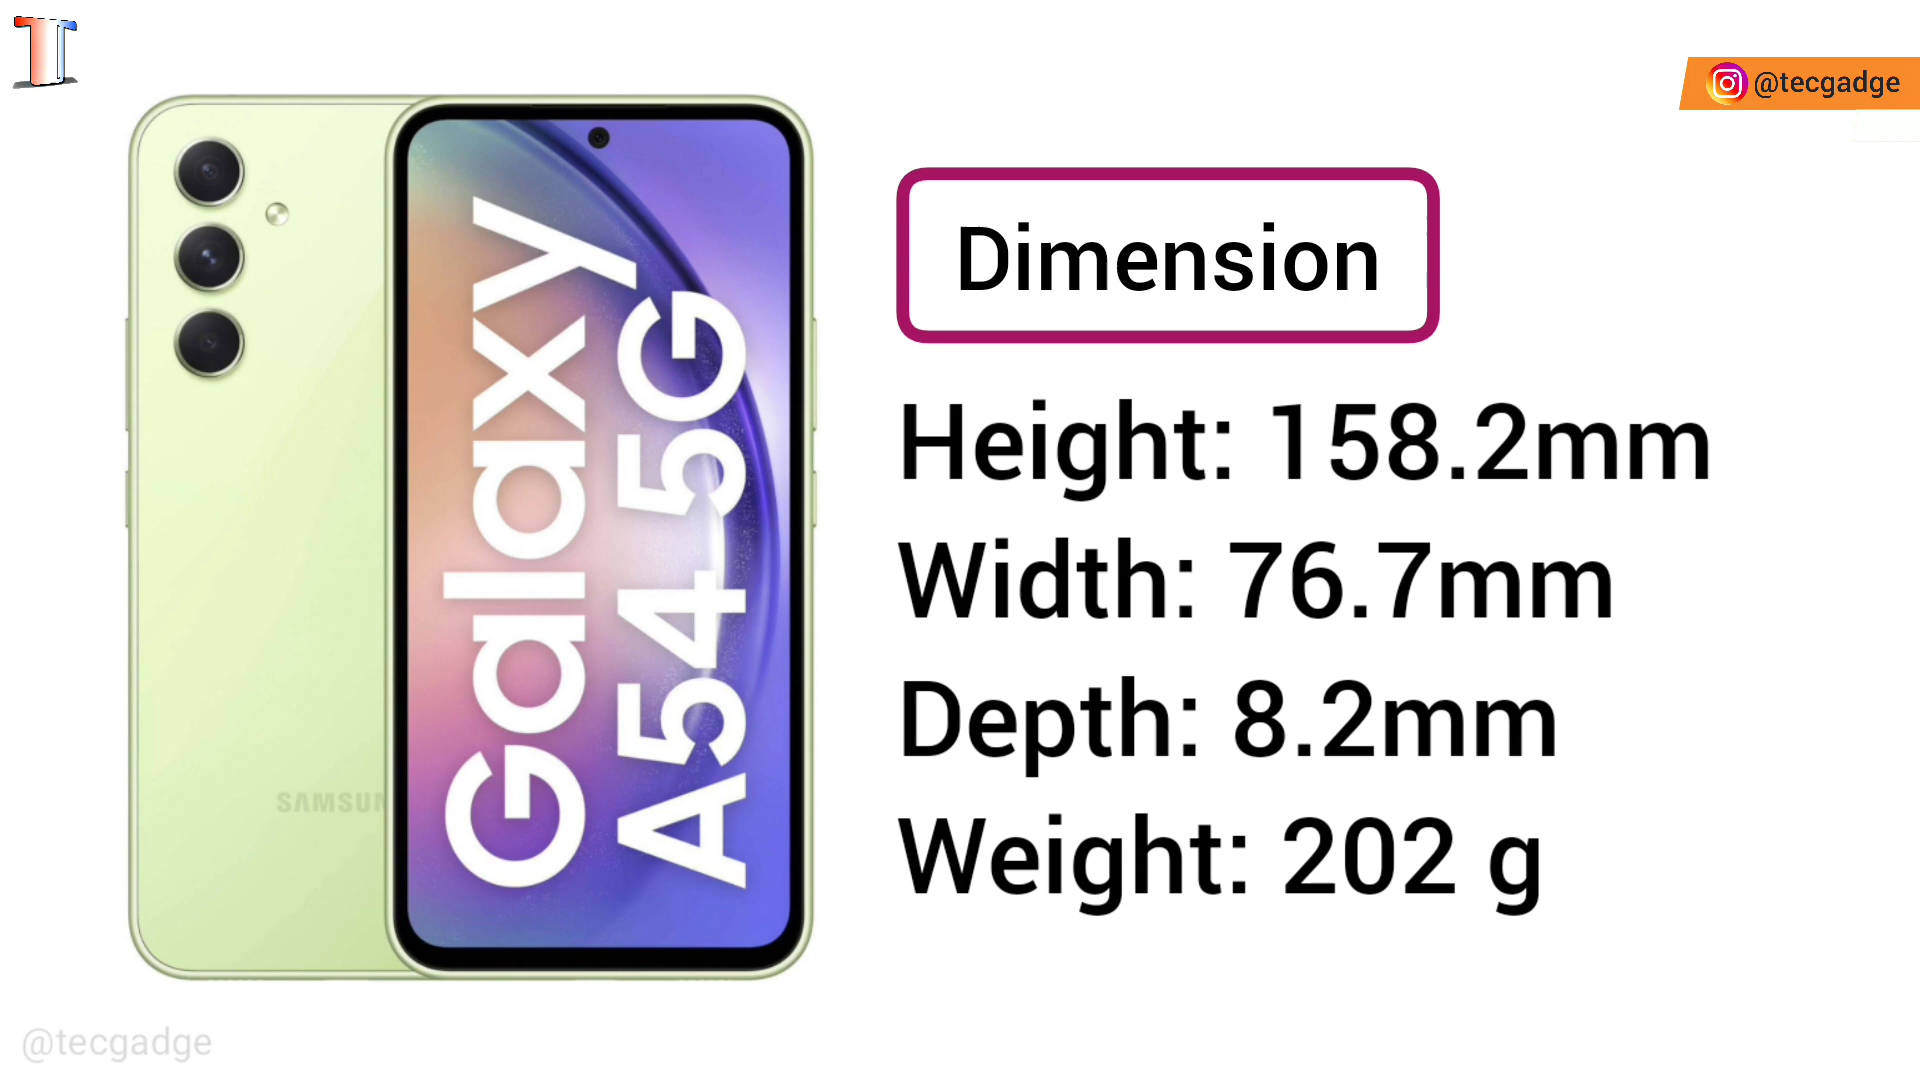 @tecgadge
Galaxy
A54 5G
SAMSUN
Dimension
Height: 158.2mm
Width: 76.7mm
Depth: 8.2mm
Weight: 202 g
@tecgadge